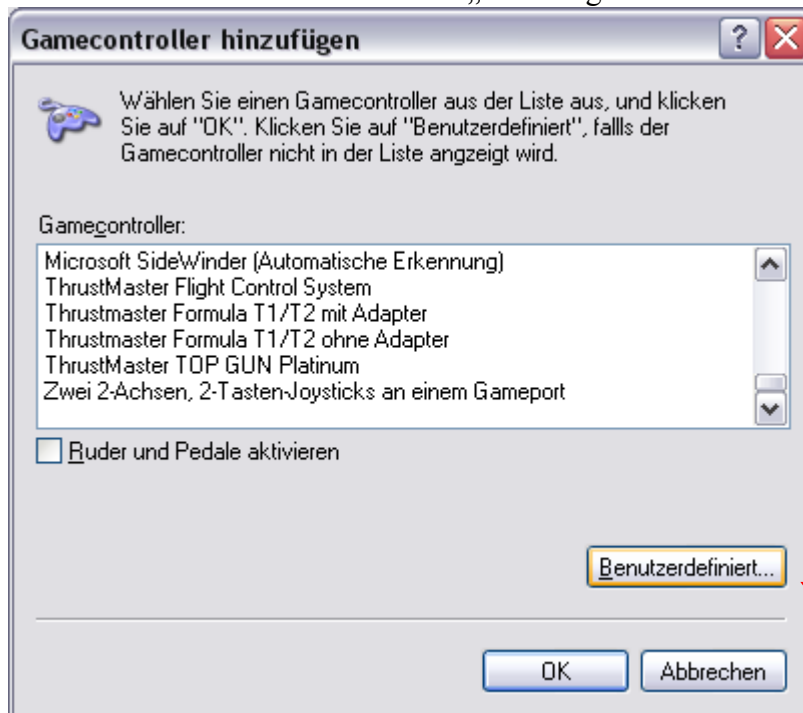 Gamecontroller hinzufügen
Wählen Sie einen Gamecontroller aus der Liste aus, und klicken
Sie auf "OK". Klicken Sie auf "Benutzerdefiniert", fallls der
Gamecontroller nicht in der Liste angzeigt wird.
Gamecontroller:
Microsoft SideWinder (Automatische Erkennung)
ThrustMaster Flight Control System
Thrustmaster Formula T1/T2 mit Adapter
Thrustmaster Formula T1/T2 ohne Adapter
ThrustMaster TOP GUN Platinum
Zwei 2-Achsen, 2-Tasten-Joysticks an einem Gameport
Ruder und Pedale aktivieren
Benutzerdefiniert...
OK
Abbrechen